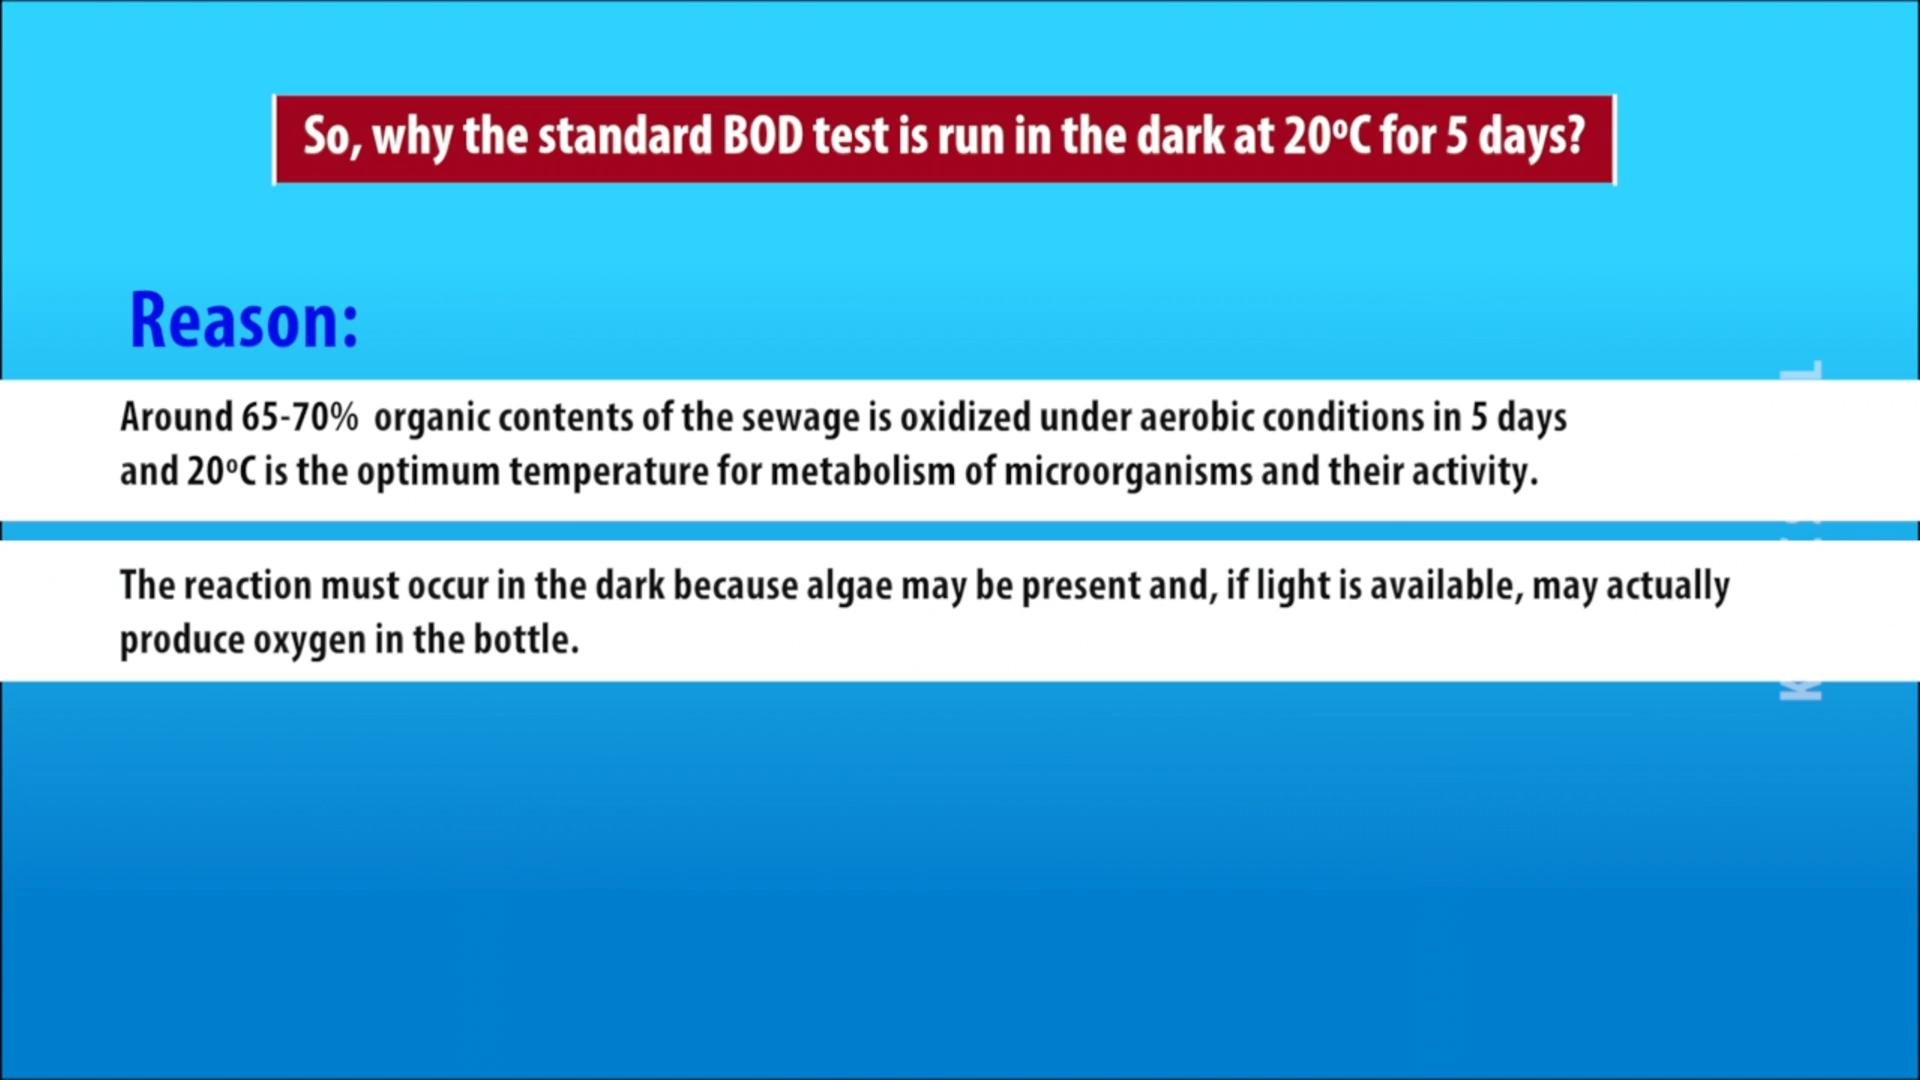 So, why the standard BOD test is run in the dark at 20ºC for 5 days?
Reason:
Around 65-70% organic contents of the sewage is oxidized under aerobic conditions in 5 days
and 20ºC is the optimum temperature for metabolism of microorganisms and their activity.
The reaction must occur in the dark because algae may be present and, if light is available, may actually
produce oxygen in the bottle.